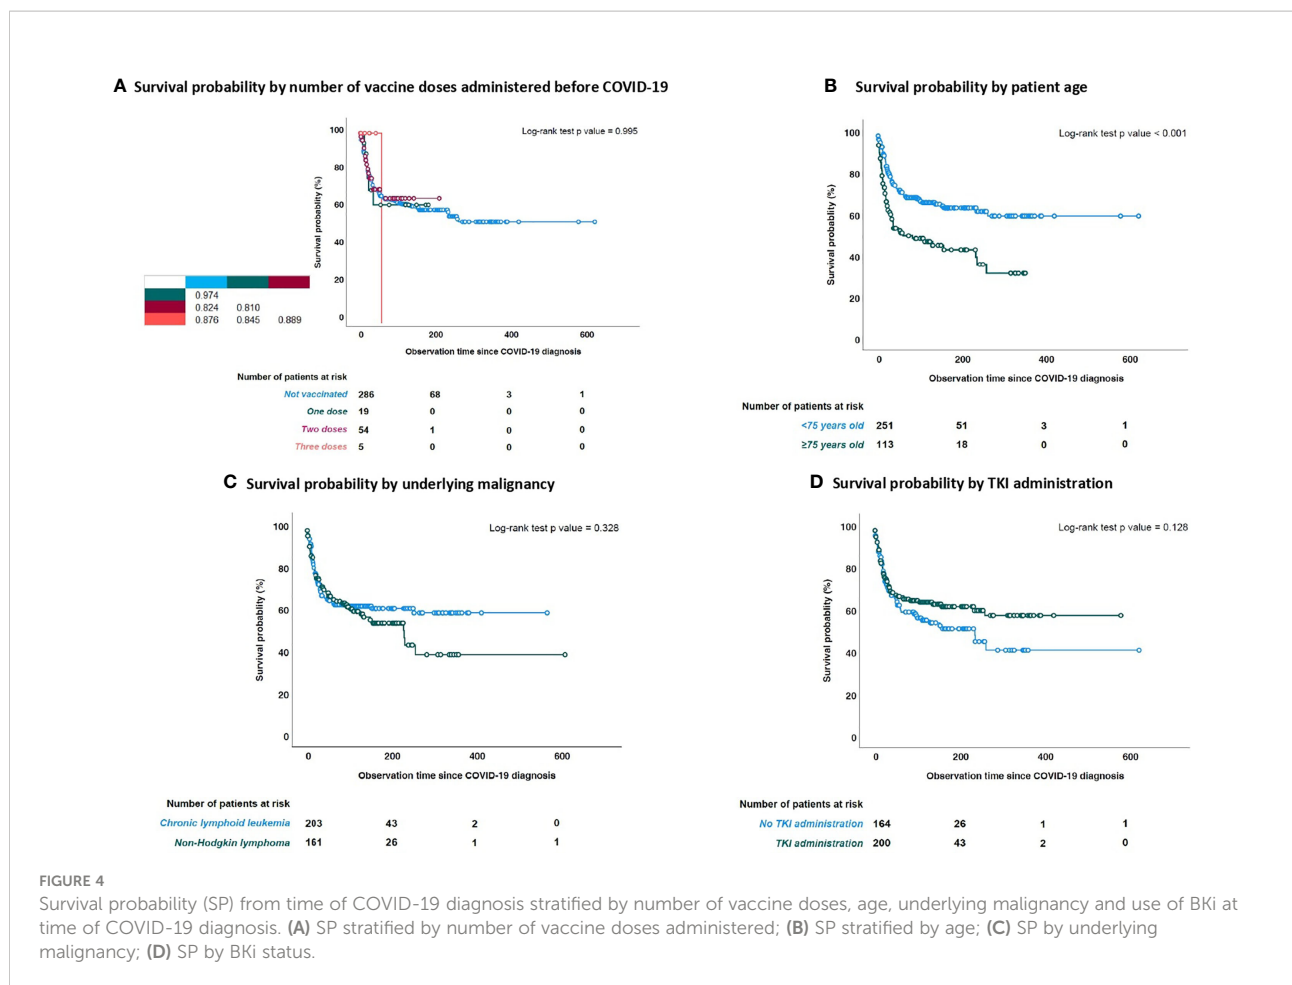 A Survival probability by number of vaccine doses administered before COVID-19
Log-rank test p value = 0.995
Survival probability (%)
100
80
60
40
20
0
0 200 400 600
Observation time since COVID-19 diagnosis
0.974
0.824 0.810
0.876 0.845 0.889
Number of patients at risk
Not vaccinated 286 68 3 1
One dose 19 0 0 0
Two doses 54 1 0 0
Three doses 5 0 0 0
B Survival probability by patient age
Log-rank test p value < 0.001
Survival probability (%)
100
80
60
40
20
0
0 200 400 600
Observation time since COVID-19 diagnosis
Number of patients at risk
<75 years old 251 51 3 1
≥75 years old 113 18 0 0
C Survival probability by underlying malignancy
Log-rank test p value = 0.328
Survival probability (%)
100
80
60
40
20
0
0 200 400 600
Observation time since COVID-19 diagnosis
Number of patients at risk
Chronic lymphoid leukemia 203 43 2 0
Non-Hodgkin lymphoma 161 26 1 1
D Survival probability by TKI administration
Log-rank test p value = 0.128
Survival probability (%)
100
80
60
40
20
0
0 200 400 600
Observation time since COVID-19 diagnosis
Number of patients at risk
No TKI administration 164 26 1 1
TKI administration 200 43 2 0
FIGURE 4
Survival probability (SP) from time of COVID-19 diagnosis stratified by number of vaccine doses, age, underlying malignancy and use of BKi at
time of COVID-19 diagnosis. (A) SP stratified by number of vaccine doses administered; (B) SP stratified by age; (C) SP by underlying
malignancy; (D) SP by BKi status.